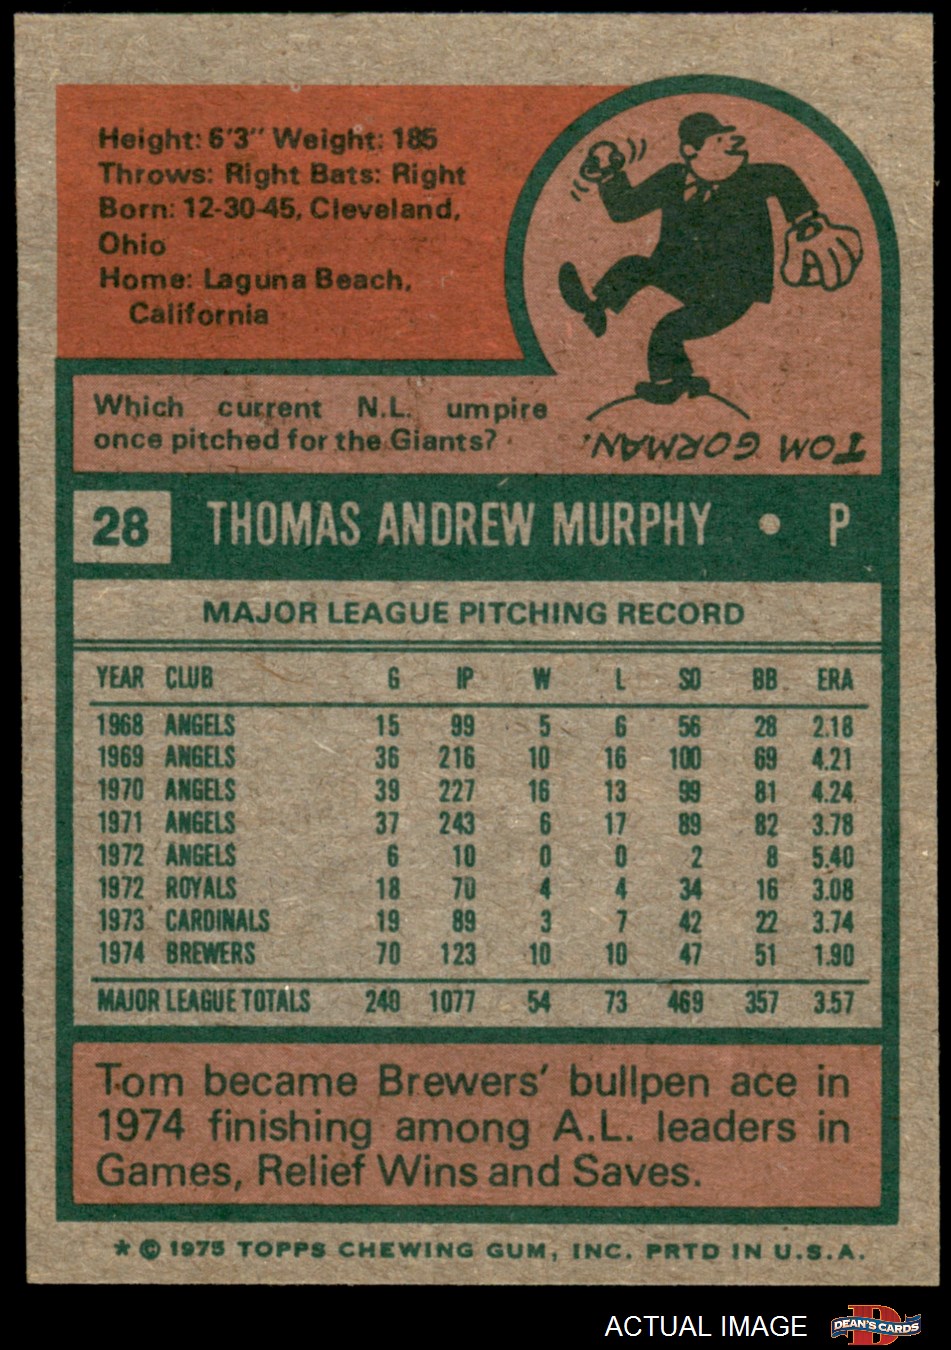 Height: 6'3" Weight: 185
Throws: Right Bats: Right
Born: 12-30-45, Cleveland,
Ohio
Home: Laguna Beach,
California
A
Which current N.L. umpire
once pitched for the Giants?
TOM GORMAN.
28 THOMAS ANDREW MURPHY • P
MAJOR LEAGUE PITCHING RECORD
YEAR CLUB G IP W L SO BB ERA
1968 ANGELS 15 99 5 6 56 28 2.18
1969 ANGELS 36 216 10 16 100 69 4.21
1970 ANGELS 39 227 16 13 99 81 4.24
1971 ANGELS 37 243 6 17 89 82 3.78
1972 ANGELS 6 10 0 0 2 8 5.40
1972 ROYALS 18 70 4 4 34 16 3.08
1973 CARDINALS 19 89 3 7 42 22 3.74
1974 BREWERS 70 123 10 10 47 51 1.90
MAJOR LEAGUE TOTALS 240 1077 54 73 469 357 3.57
Tom became Brewers' bullpen ace in
1974 finishing among A.L. leaders in
Games, Relief Wins and Saves.
* © 1975 TOPPS CHEWING GUM, INC. PRTD IN U.S.A.
ACTUAL IMAGE DEAN'S CARDS